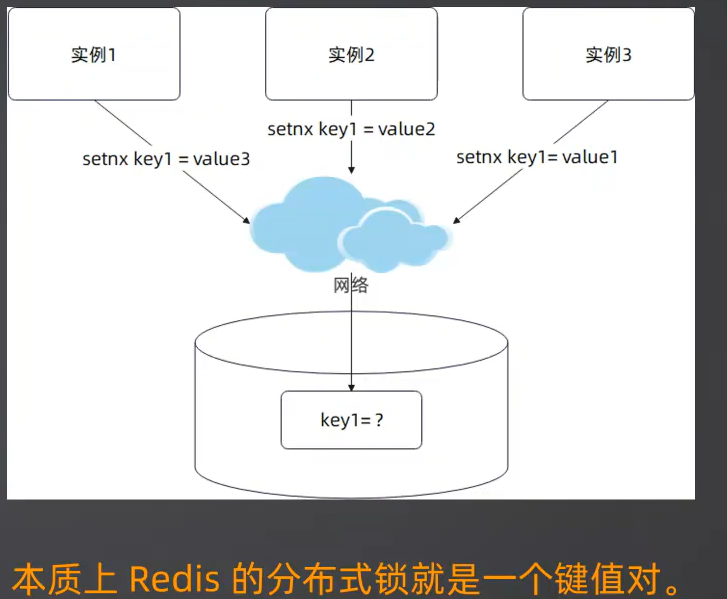 实例1
实例2
实例3
setnx key1 = value2
setnx key1 = value3
setnx key1= value1
网络
key1= ?
本质上 Redis 的分布式锁就是一个键值对。